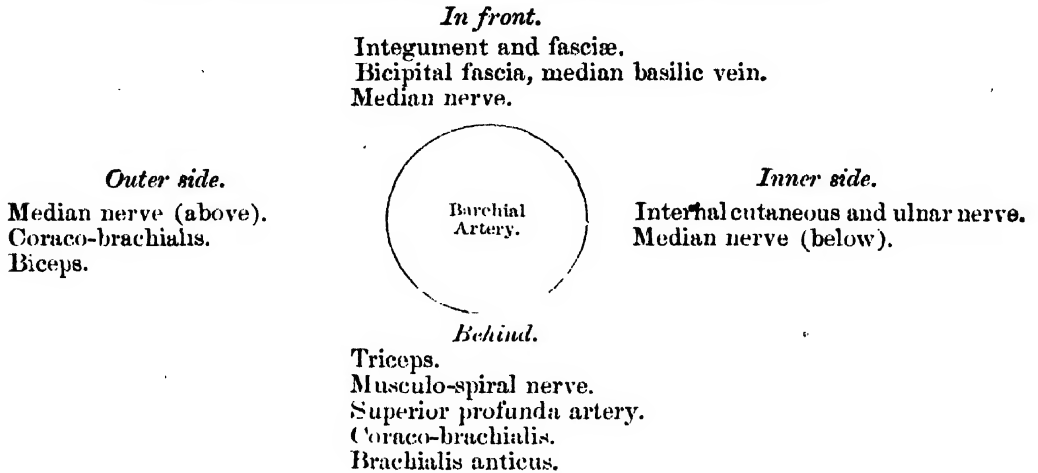 In front.
Integument and fasciæ.
Bicipital fascia, median basilic vein.
Median nerve.
Outer side.
Median nerve (above).
Coraco-brachialis.
Biceps.
Barchial
Artery.
Inner side.
Internal cutaneous and ulnar nerve.
Median nerve (below).
Behind.
Triceps.
Musculo-spiral nerve.
Superior profunda artery.
Coraco-brachialis.
Brachialis anticus.